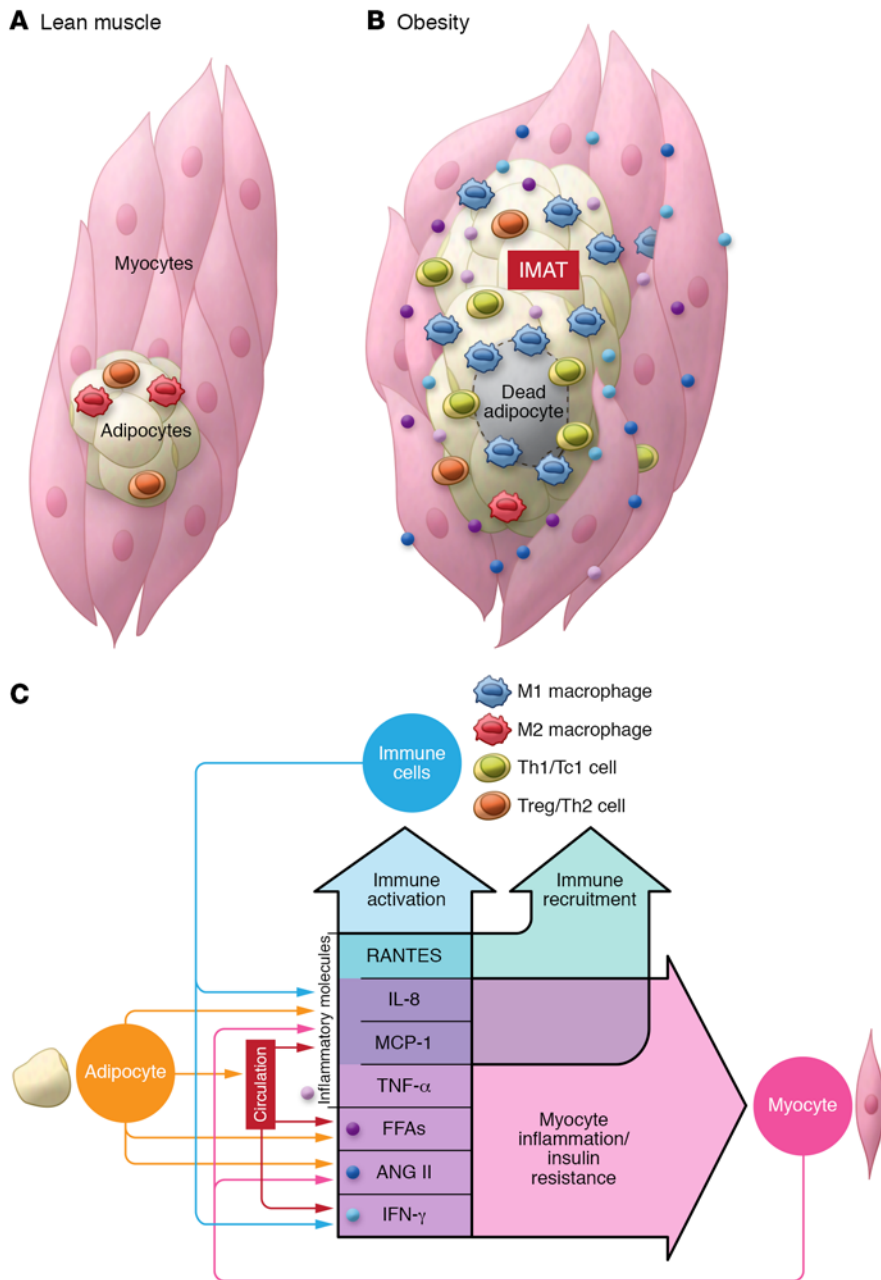 A Lean muscle
B Obesity
Myocytes
Adipocytes
IMAT
Dead
adipocyte
C
M1 macrophage
M2 macrophage
Th1/Tc1 cell
Treg/Th2 cell
Immune
cells
Immune
activation
Immune
recruitment
Inflammatory molecules
RANTES
IL-8
MCP-1
TNF-α
FFAs
ANG II
IFN-γ
Adipocyte
Circulation
Myocyte
inflammation/
insulin
resistance
Myocyte